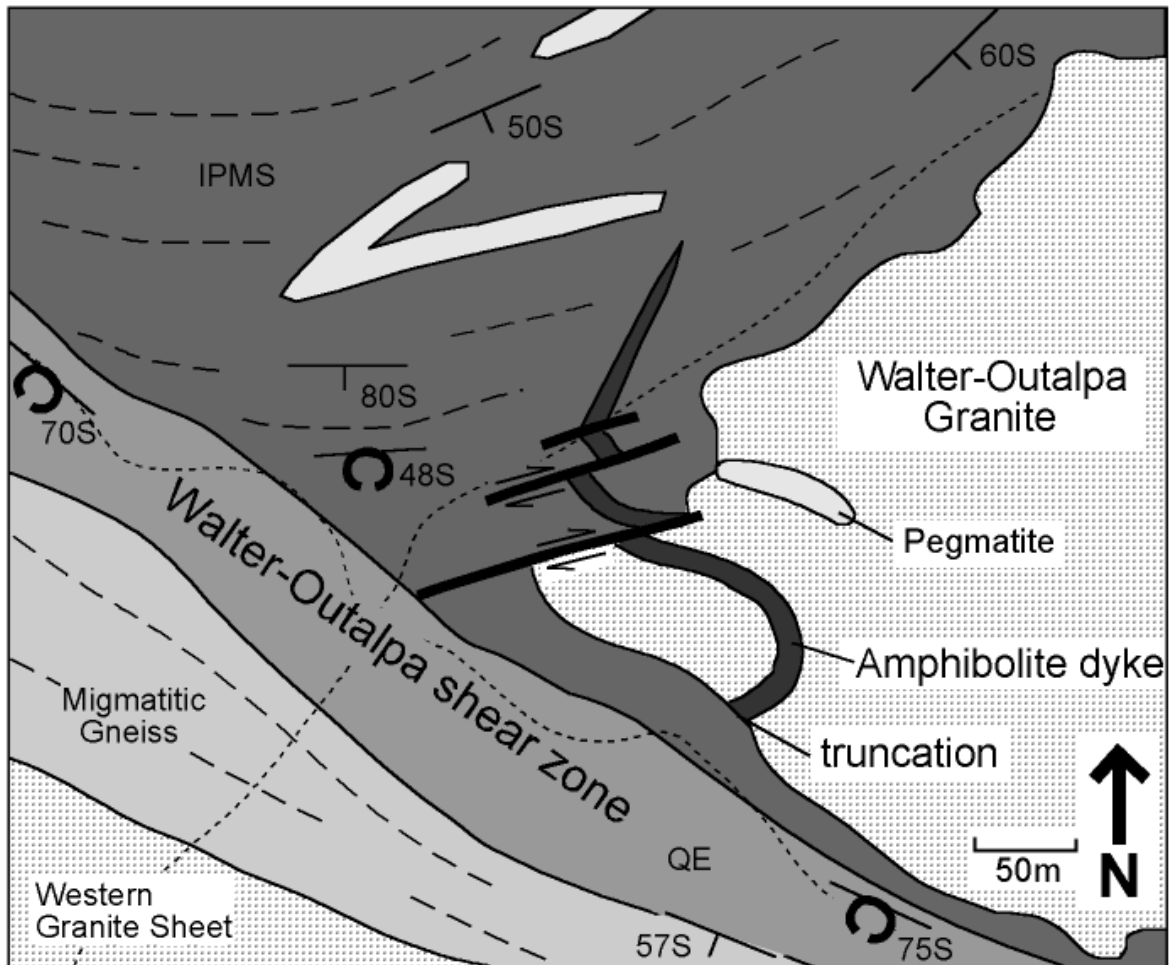 60S
50S
IPMS
80S
70S
48S
Walter-Outalpa
Granite
Pegmatite
Walter-Outalpa shear zone
Amphibolite dyke
Migmatitic
Gneiss
truncation
50m
N
QE
Western
Granite Sheet
57S
75S